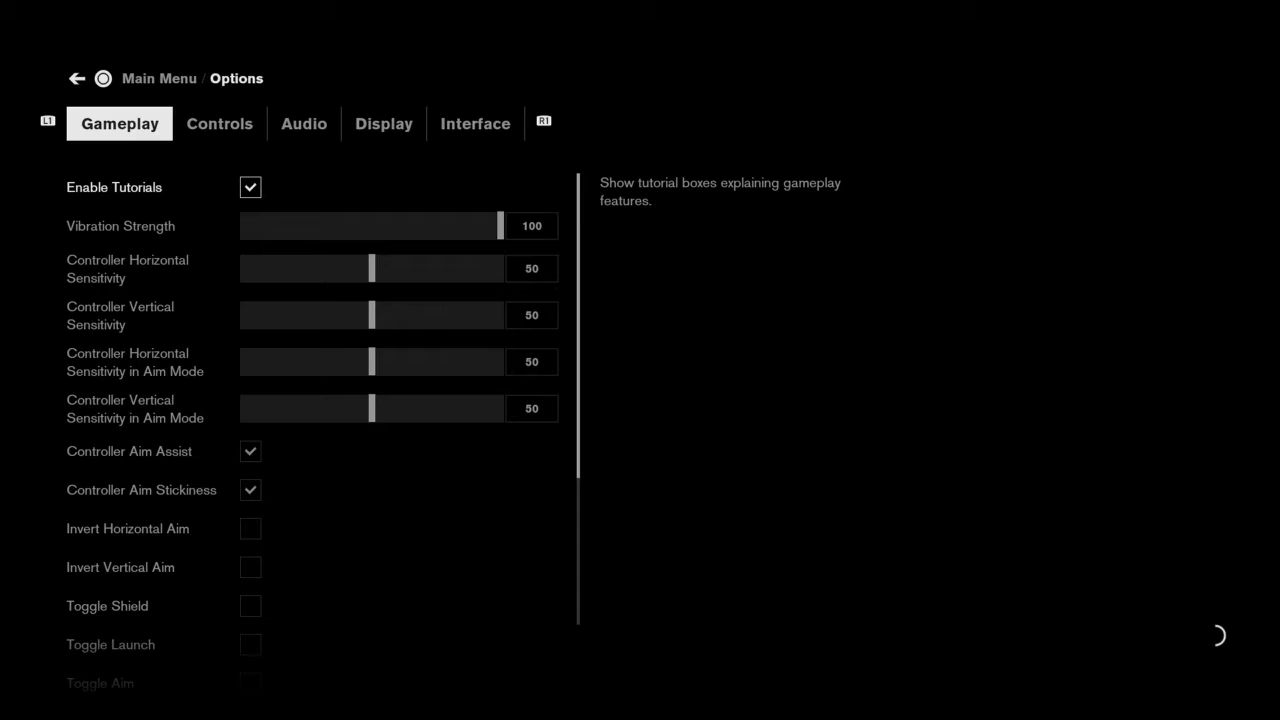 Main Menu / Options
L1 Gameplay Controls Audio Display Interface R1
Enable Tutorials
Show tutorial boxes explaining gameplay
features.
Vibration Strength 100
Controller Horizontal
Sensitivity
50
Controller Vertical
Sensitivity
50
Controller Horizontal
Sensitivity in Aim Mode
50
Controller Vertical
Sensitivity in Aim Mode
50
Controller Aim Assist
Controller Aim Stickiness
Invert Horizontal Aim
Invert Vertical Aim
Toggle Shield
Toggle Launch
Toggle Aim